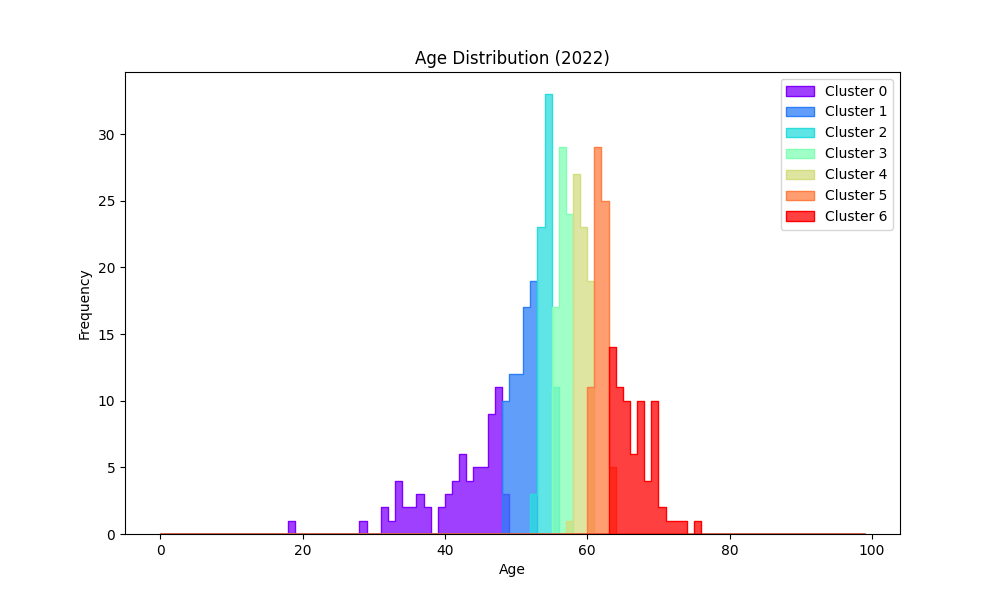 Age Distribution (2022)
Cluster 0
Cluster 1
Cluster 2
Cluster 3
Cluster 4
Cluster 5
Cluster 6
Frequency
30
25
20
15
10
5
0
0 20 40 60 80 100
Age